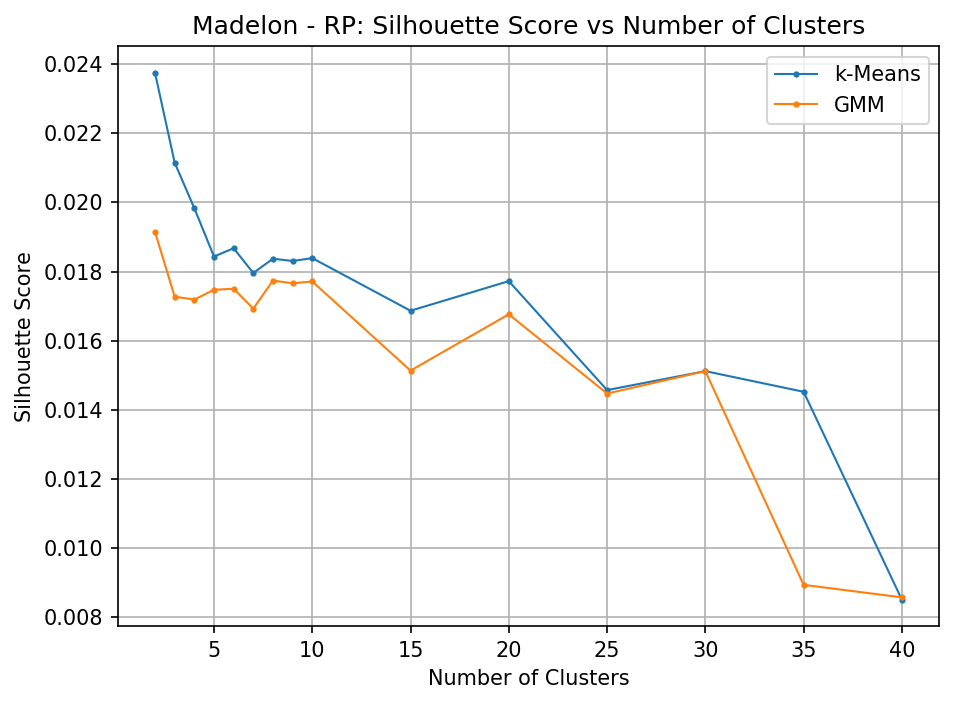 Madelon - RP: Silhouette Score vs Number of Clusters
k-Means
GMM
Silhouette Score
0.024
0.022
0.020
0.018
0.016
0.014
0.012
0.010
0.008
5 10 15 20 25 30 35 40
Number of Clusters